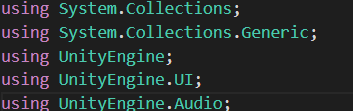 using System.Collections;
using System.Collections.Generic;
using UnityEngine;
using UnityEngine.UI;
using UnityEngine.Audio;